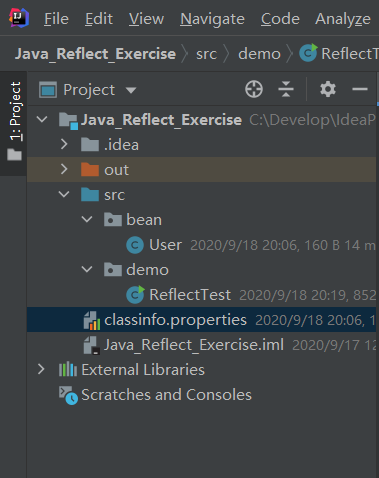 File Edit View Navigate Code Analyze
Java_Reflect_Exercise src demo ReflectTest
1: Project
Project
Java_Reflect_Exercise C:\Develop\IdeaP
.idea
out
src
bean
User 2020/9/18 20:06, 160 B 14 m
demo
ReflectTest 2020/9/18 20:19, 852
classinfo.properties 2020/9/18 20:06, 1
Java_Reflect_Exercise.iml 2020/9/17 12
External Libraries
Scratches and Consoles